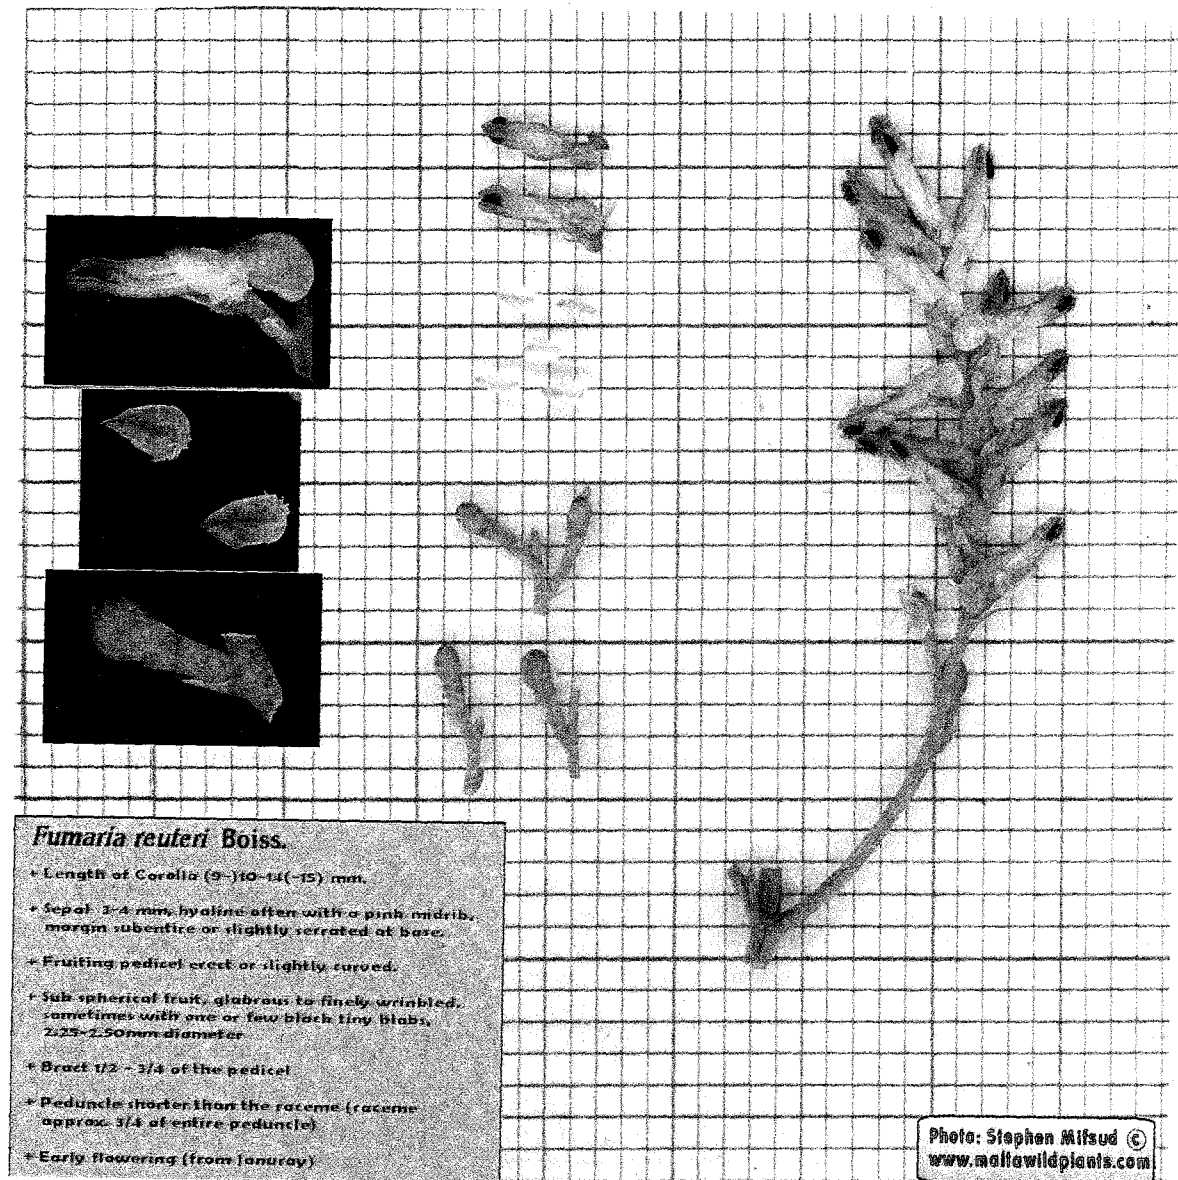 Fumaria reuteri Boiss.
+ Length of Corolla (9-)10-14(-15) mm.
+ Sepal 3-4 mm, hyaline often with a pink midrib,
margin subentire or slightly serrated at base.
+ Fruiting pedicel erect or slightly curved.
+ Sub spherical fruit, glabrous to finely wrinbled,
sometimes with one or few black tiny blabs,
2.25-2.50mm diameter
+ Bract 1/2 - 3/4 of the pedicel
+ Peduncle shorter than the raceme (raceme
approx. 3/4 of entire peduncle)
+ Early flowering (from Januray)
Photo: Stephen Mifsud ©
www.maltawildplants.com